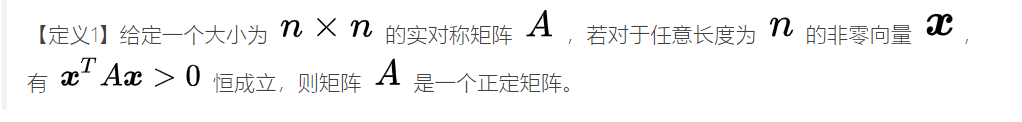 【定义1】给定一个大小为 n × n 的实对称矩阵 A ，若对于任意长度为 n 的非零向量 x ，
有 x^T Ax > 0 恒成立，则矩阵 A 是一个正定矩阵。